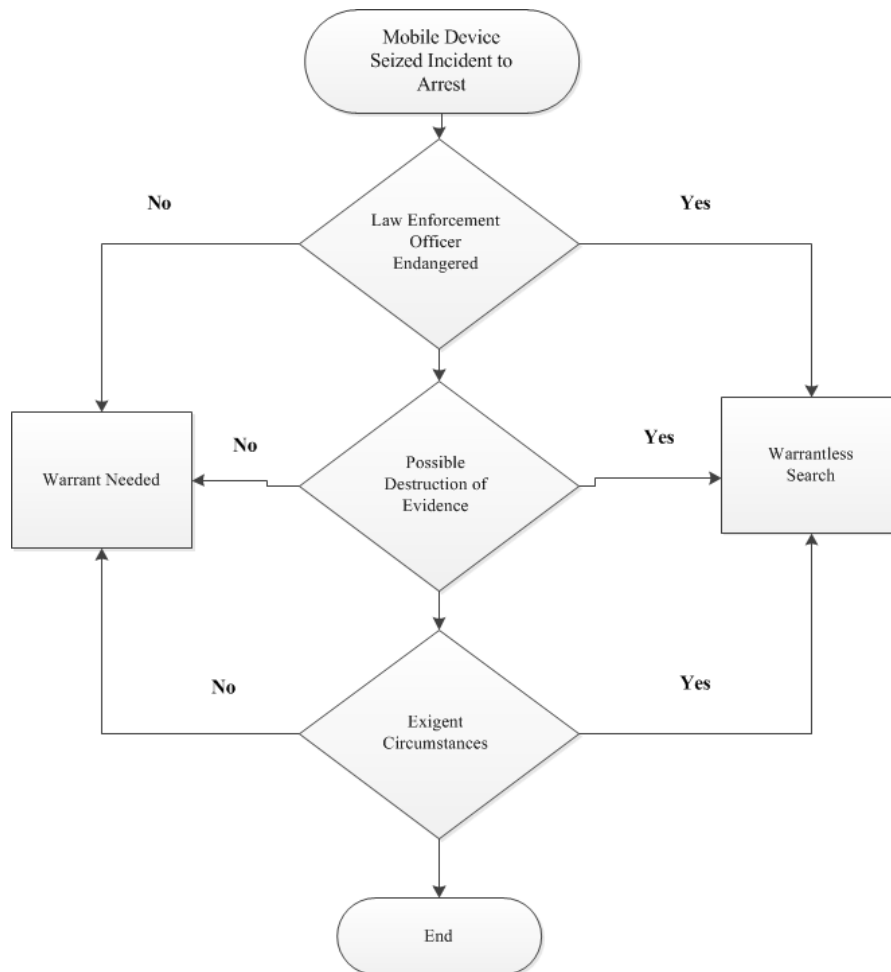 Mobile Device
Seized Incident to
Arrest
No
Yes
Law Enforcement
Officer
Endangered
No
Yes
Warrant Needed
Possible
Destruction of
Evidence
Warrantless
Search
No
Yes
Exigent
Circumstances
End